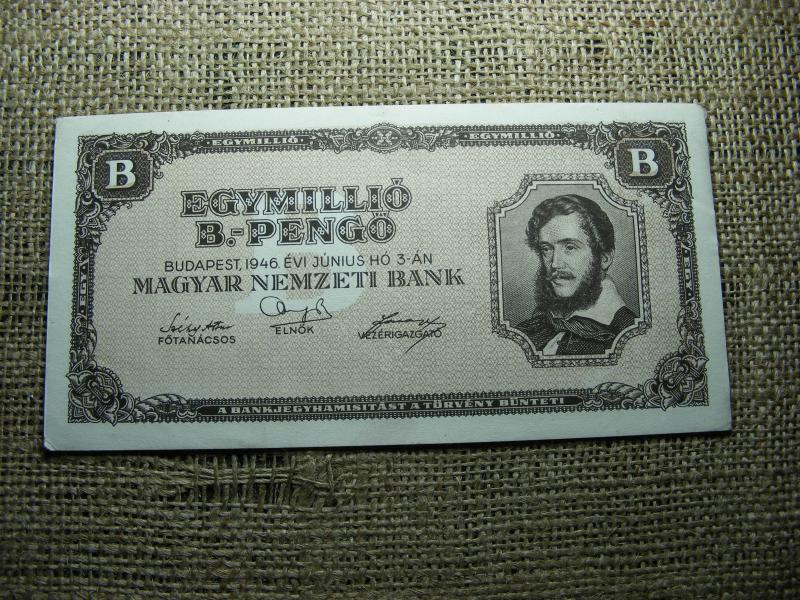 EGYMILLIÓ EGYMILLIÓ
B B
EGYMILLIÓ
B.-PENGŐ
BUDAPEST, 1946. ÉVI JÚNIUS HÓ 3-ÁN
MAGYAR NEMZETI BANK
FŐTANÁCSOS ELNÖK VEZÉRIGAZGATÓ
A BANKJEGYHAMISÍTÁST A TÖRVÉNY BÜNTETI